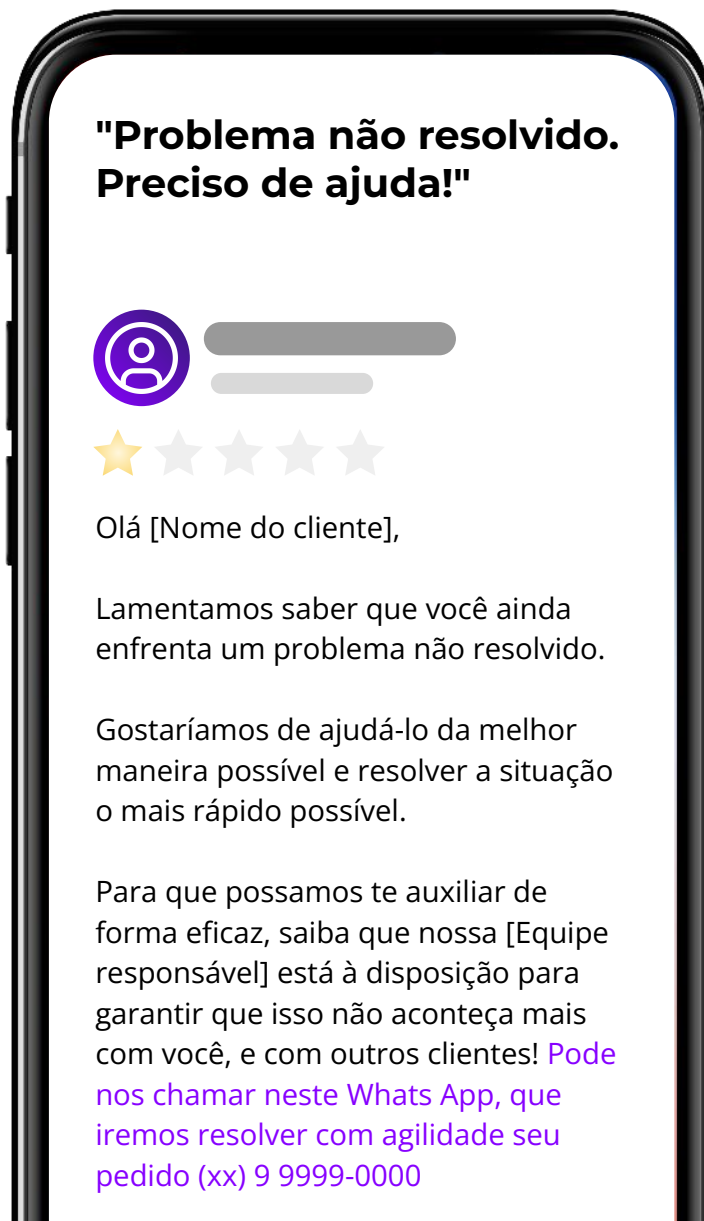 "Problema não resolvido.
Preciso de ajuda!"
Olá [Nome do cliente],
Lamentamos saber que você ainda
enfrenta um problema não resolvido.
Gostaríamos de ajudá-lo da melhor
maneira possível e resolver a situação
o mais rápido possível.
Para que possamos te auxiliar de
forma eficaz, saiba que nossa [Equipe
responsável] está à disposição para
garantir que isso não aconteça mais
com você, e com outros clientes! Pode
nos chamar neste Whats App, que
iremos resolver com agilidade seu
pedido (xx) 9 9999-0000